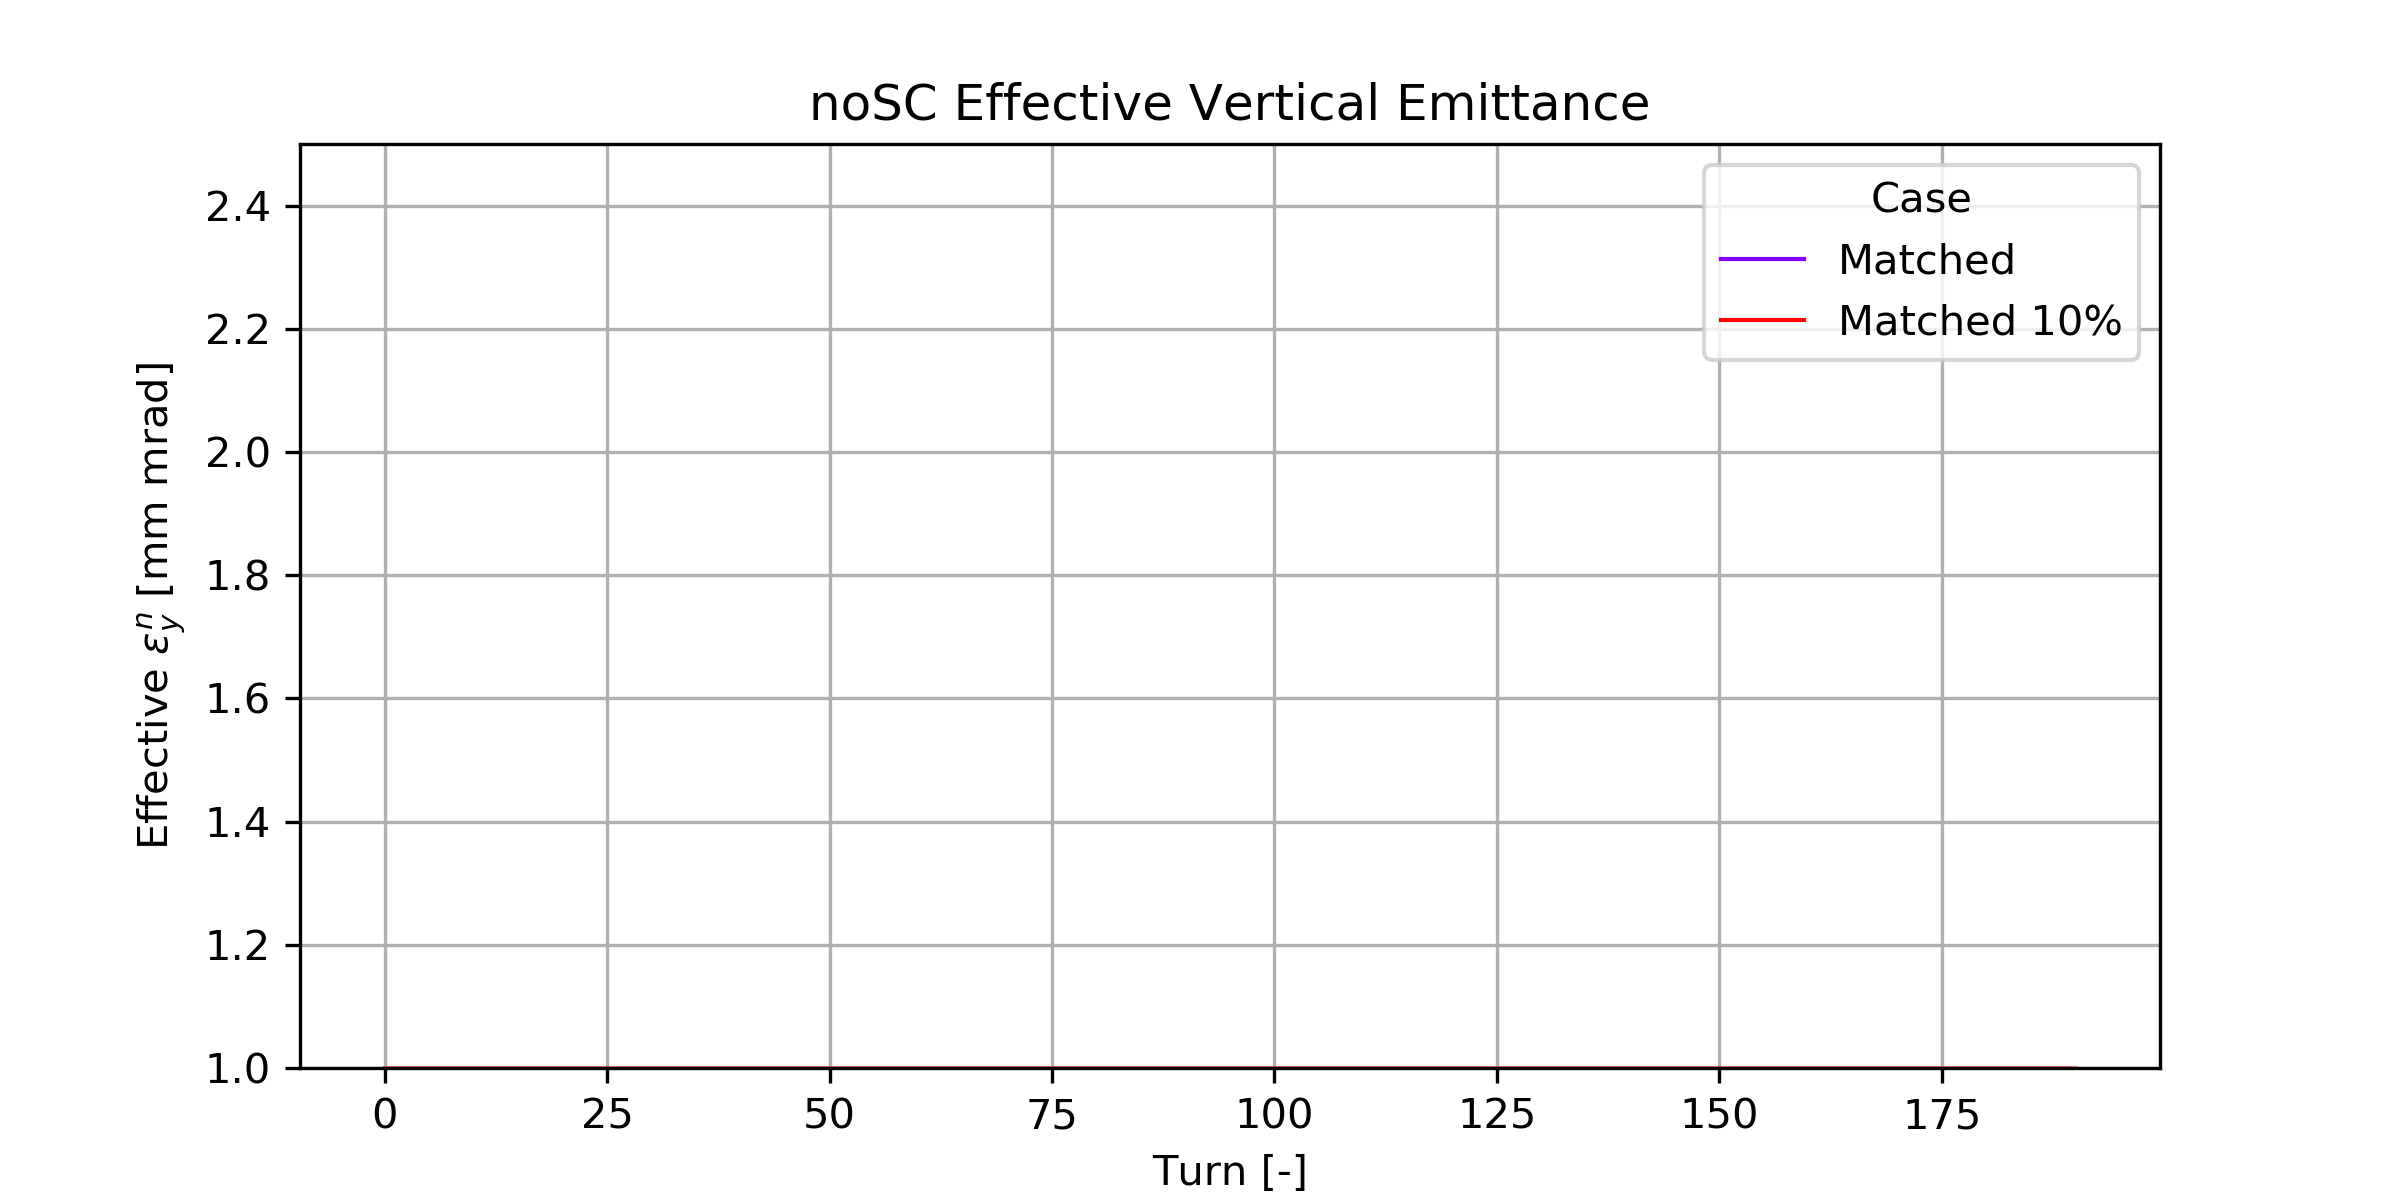 noSC Effective Vertical Emittance
Case
Matched
Matched 10%
Effective εₙʸ [mm mrad]
2.4
2.2
2.0
1.8
1.6
1.4
1.2
1.0
0 25 50 75 100 125 150 175
Turn [-]